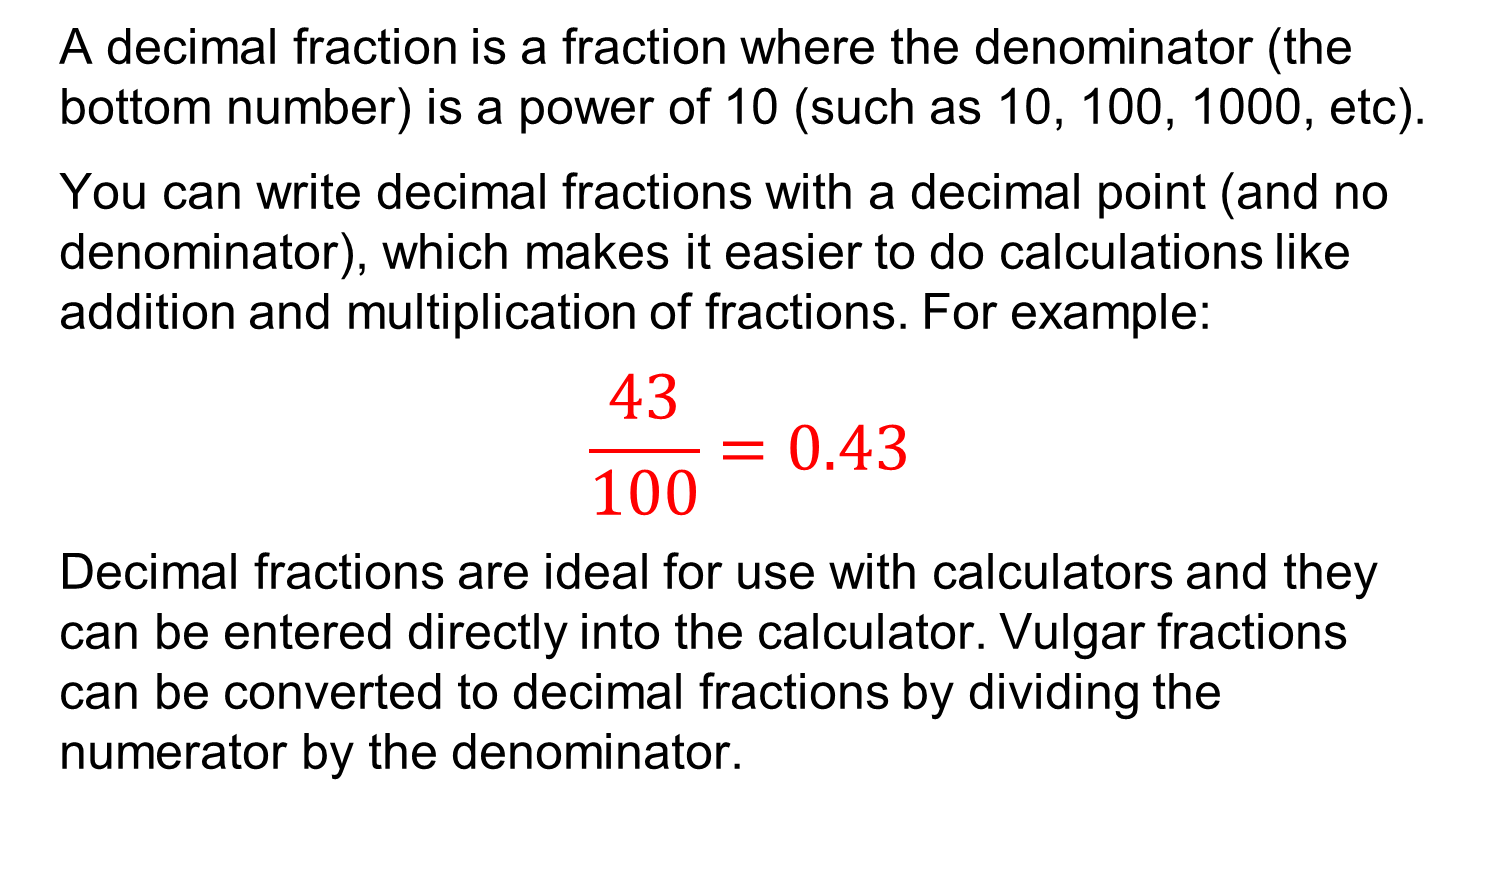 A decimal fraction is a fraction where the denominator (the
bottom number) is a power of 10 (such as 10, 100, 1000, etc).
You can write decimal fractions with a decimal point (and no
denominator), which makes it easier to do calculations like
addition and multiplication of fractions. For example:
43
100
= 0.43
Decimal fractions are ideal for use with calculators and they
can be entered directly into the calculator. Vulgar fractions
can be converted to decimal fractions by dividing the
numerator by the denominator.